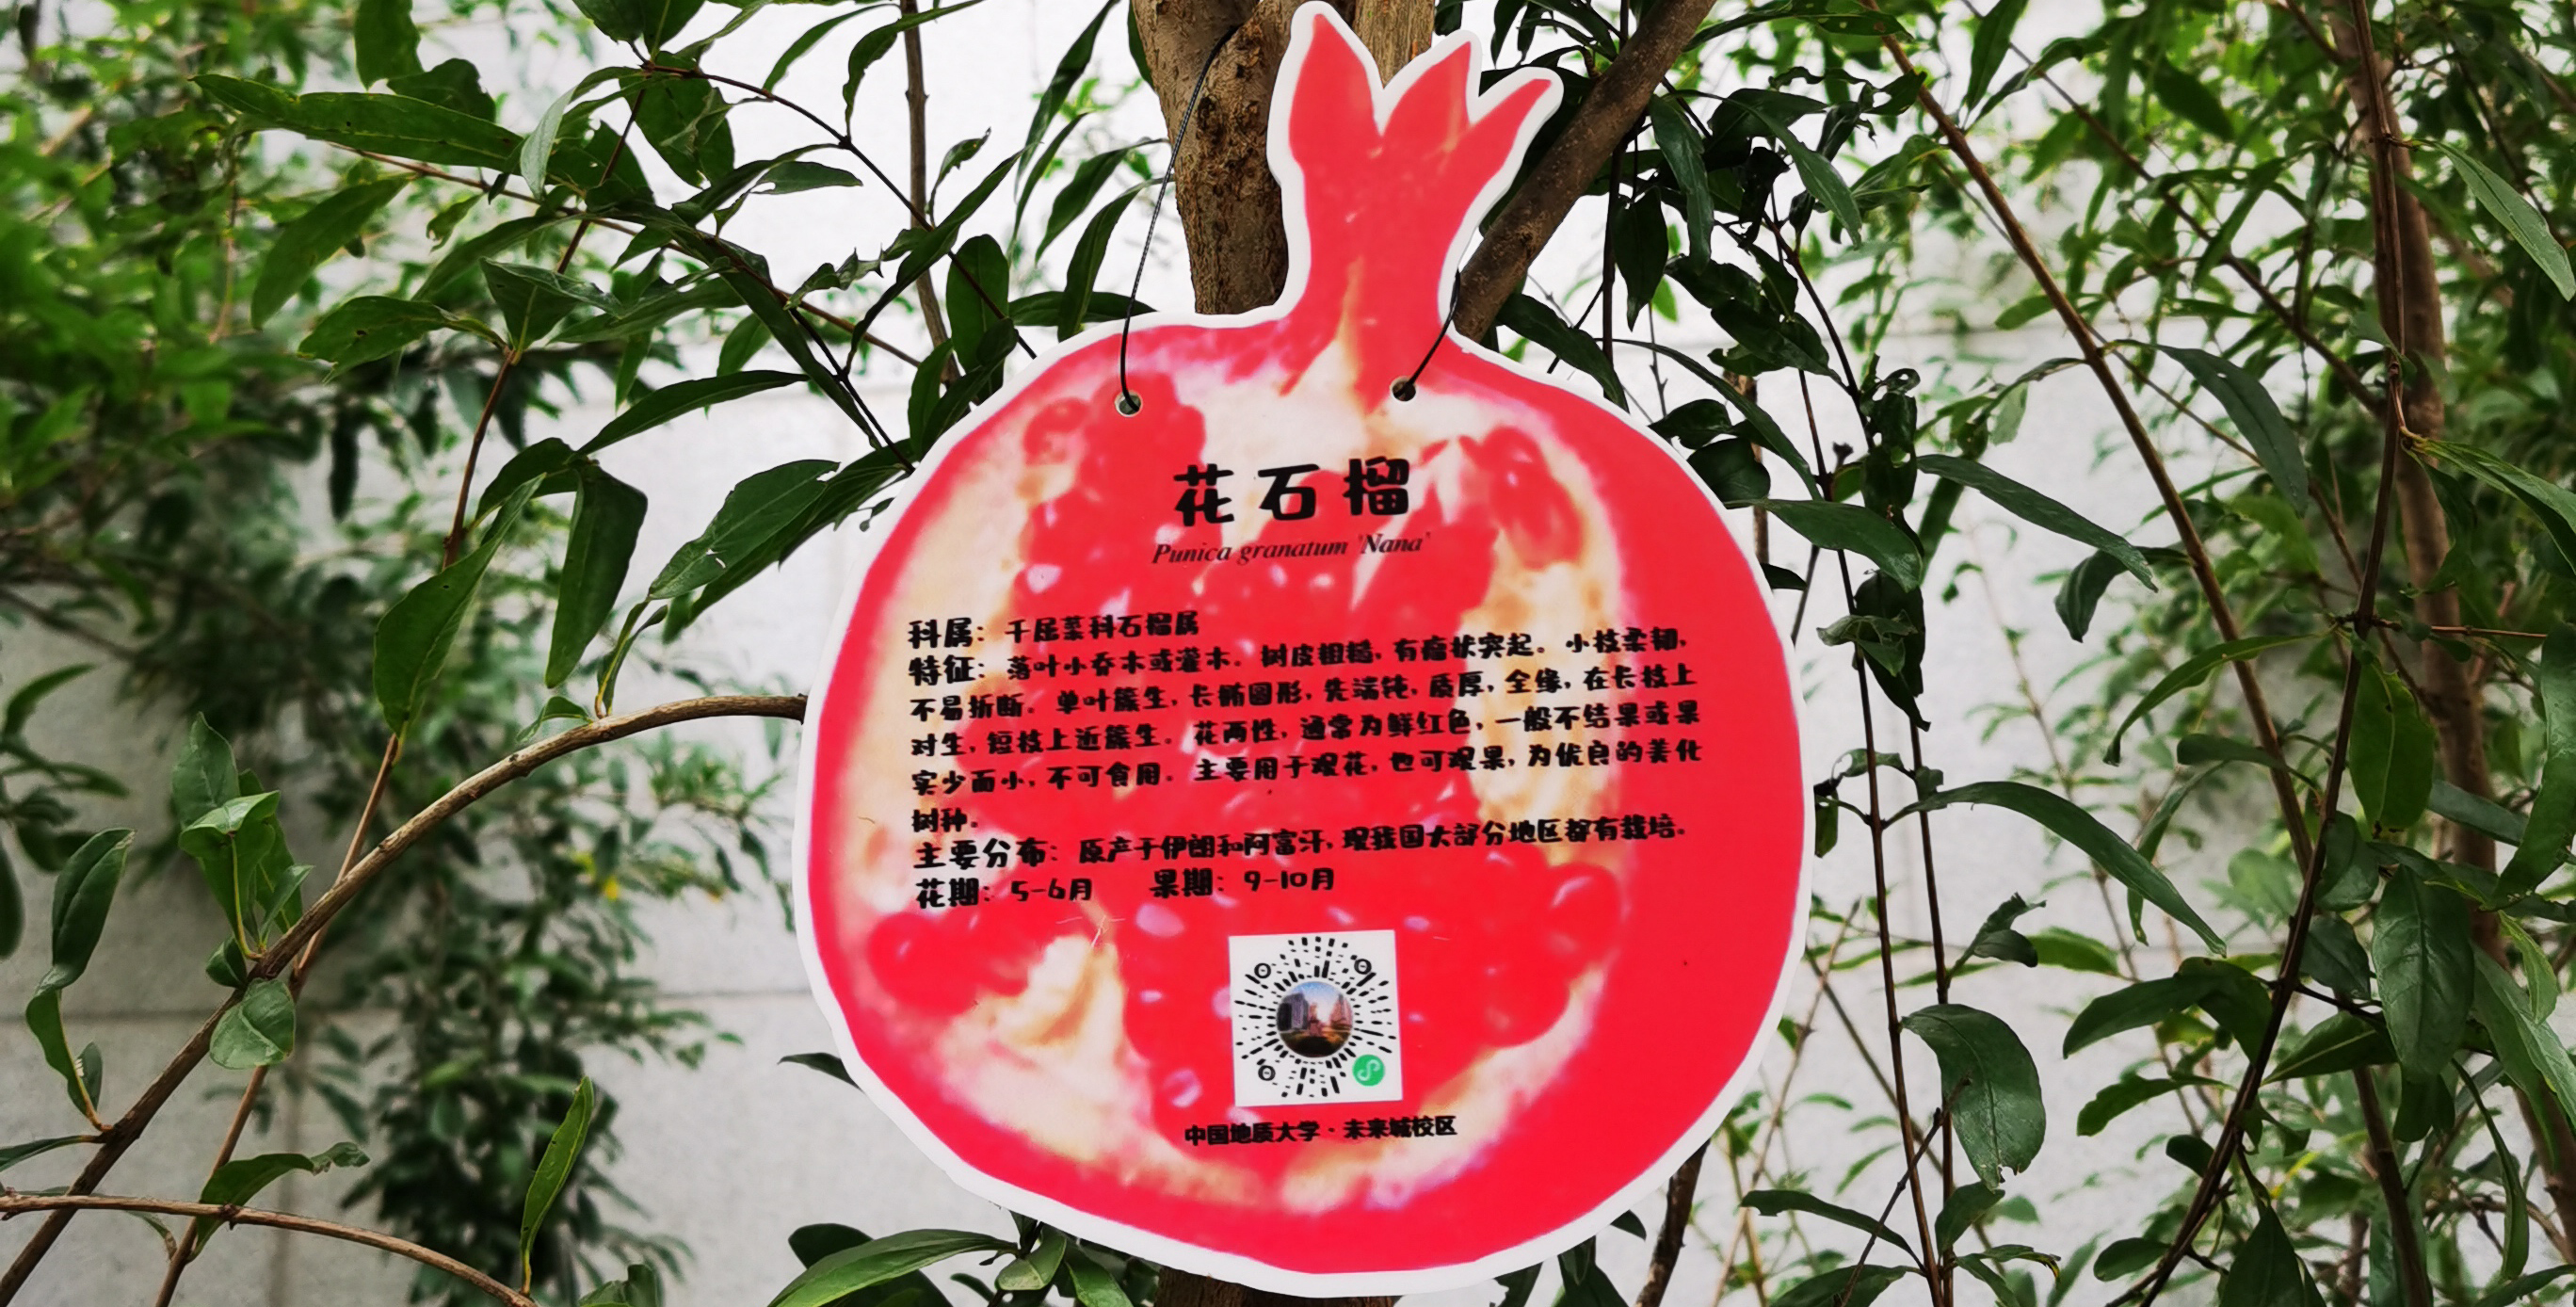 花石榴
Punica granatum 'Nana'
科属：千屈菜科石榴属
特征：落叶小乔木或灌木。树皮粗糙，有瘤状突起。小枝柔韧，
不易折断。单叶簇生，长椭圆形，先端钝，质厚，全缘，在长枝上
对生，短枝上近簇生。花两性，通常为鲜红色，一般不结果或果
实少而小，不可食用。主要用于观花，也可观果，为优良的美化
树种。
主要分布：原产于伊朗和阿富汗，现我国大部分地区都有栽培。
花期：5-6月 果期：9-10月
中国地质大学·未来城校区